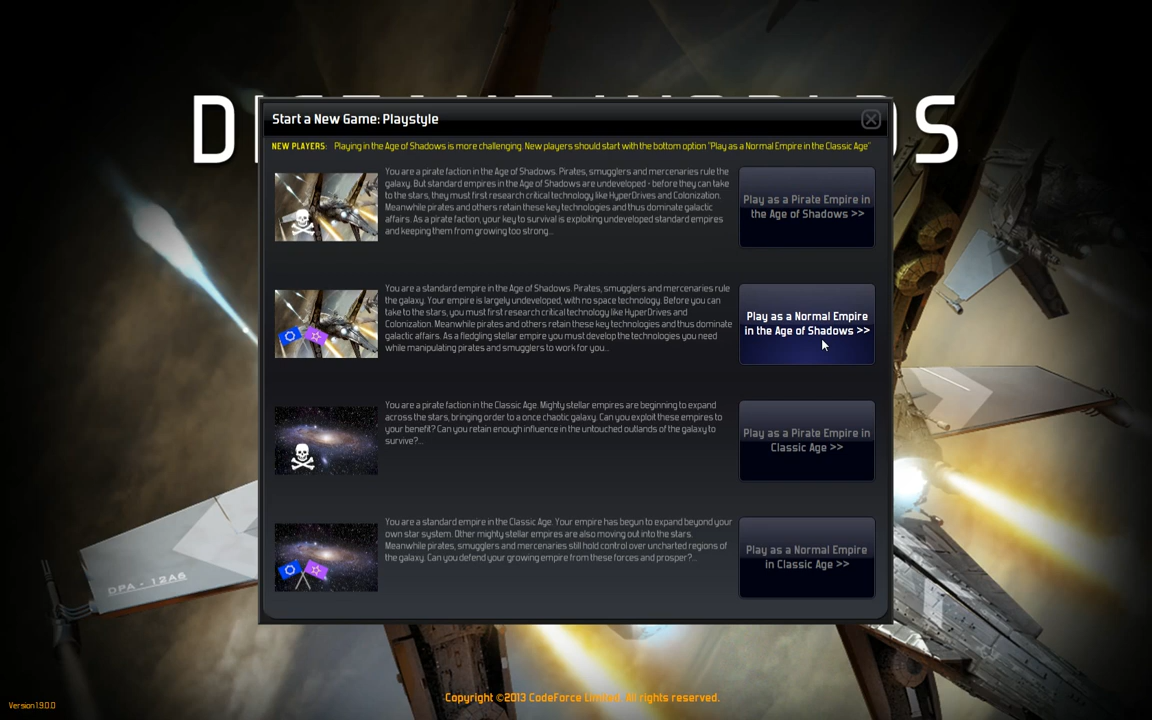 Start a New Game: Playstyle
NEW PLAYERS: Playing in the Age of Shadows is more challenging. New players should start with the bottom option "Play as a Normal Empire in the Classic Age"
You are a pirate faction in the Age of Shadows. Pirates, smugglers and mercenaries rule the
galaxy. But standard empires in the Age of Shadows are undeveloped - before they can take
to the stars, they must first research critical technology like HyperDrives and Colonization.
Meanwhile pirates and others retain these key technologies and thus dominate galactic
affairs. As a pirate faction, your key to survival is exploiting undeveloped standard empires
and keeping them from growing too strong...
Play as a Pirate Empire in
the Age of Shadows >>
You are a standard empire in the Age of Shadows. Pirates, smugglers and mercenaries rule
the galaxy. Your empire is largely undeveloped, with no space technology. Before you can
take to the stars, you must first research critical technology like HyperDrives and
Colonization. Meanwhile pirates and others retain these key technologies and thus dominate
galactic affairs. As a fledgling stellar empire you must develop the technologies you need
while manipulating pirates and smugglers to work for you...
Play as a Normal Empire
in the Age of Shadows >>
You are a pirate faction in the Classic Age. Mighty stellar empires are beginning to expand
across the stars, bringing order to a once chaotic galaxy. Can you exploit these empires to
your benefit? Can you retain enough influence in the untouched outlands of the galaxy to
survive?...
Play as a Pirate Empire in
Classic Age >>
You are a standard empire in the Classic Age. Your empire has begun to expand beyond your
own star system. Other mighty stellar empires are also moving out into the stars.
Meanwhile pirates, smugglers and mercenaries still hold control over uncharted regions of
the galaxy. Can you defend your growing empire from these forces and prosper?...
Play as a Normal Empire
in Classic Age >>
DPA - 12A6
Copyright ©2013 CodeForce Limited. All rights reserved.
Version 1.9.0.0